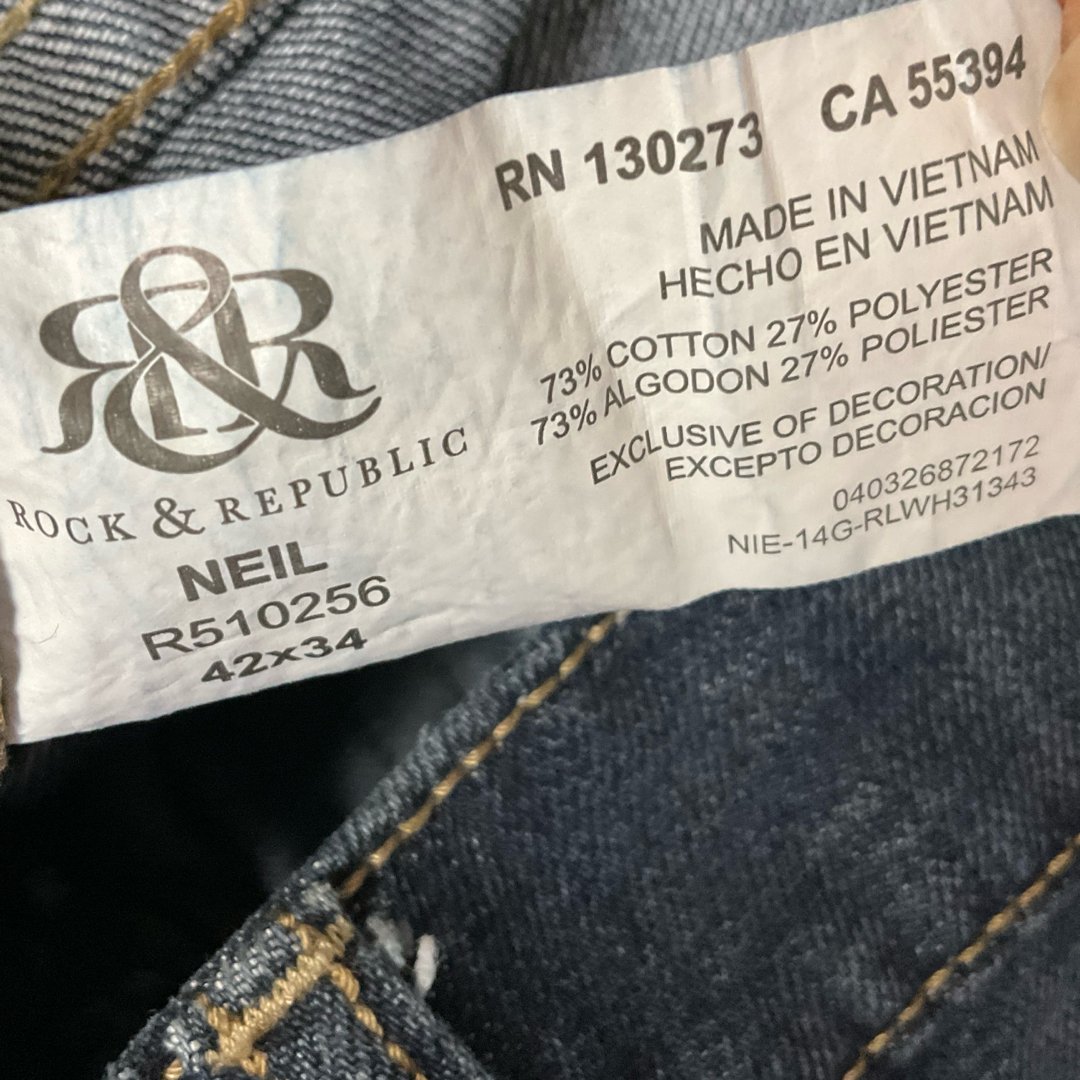 R&R
ROCK & REPUBLIC
NEIL
R510256
42x34
RN 130273 CA 55394
MADE IN VIETNAM
HECHO EN VIETNAM
73% COTTON 27% POLYESTER
73% ALGODON 27% POLIESTER
EXCLUSIVE OF DECORATION/
EXCEPTO DECORACION
040326872172
NIE-14G-RLWH31343